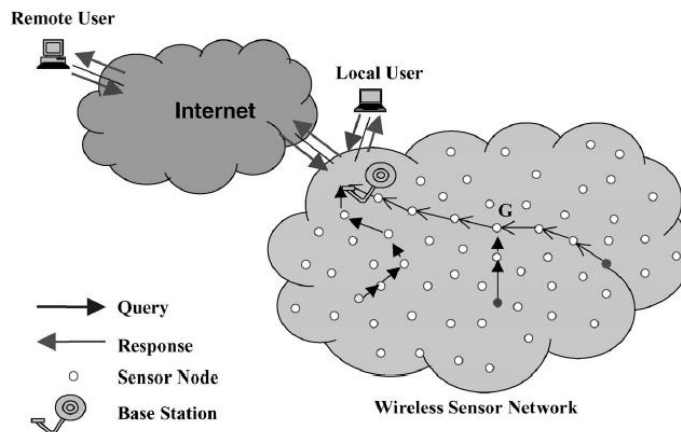 Remote User
Local User
Internet
G
Query
Response
Sensor Node
Base Station
Wireless Sensor Network